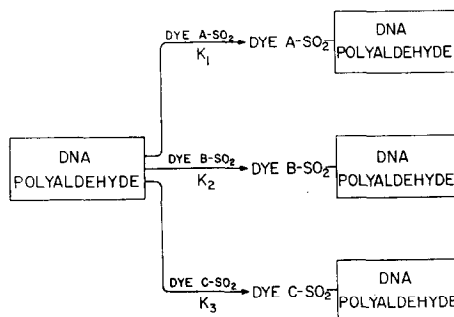 DYE A-SO₂
K₁
DYE A-SO₂
DNA
POLYALDEHYDE
DNA
POLYALDEHYDE
DYE B-SO₂
K₂
DYE B-SO₂
DNA
POLYALDEHYDE
DYE C-SO₂
K₃
DYE C-SO₂
DNA
POLYALDEHYDE